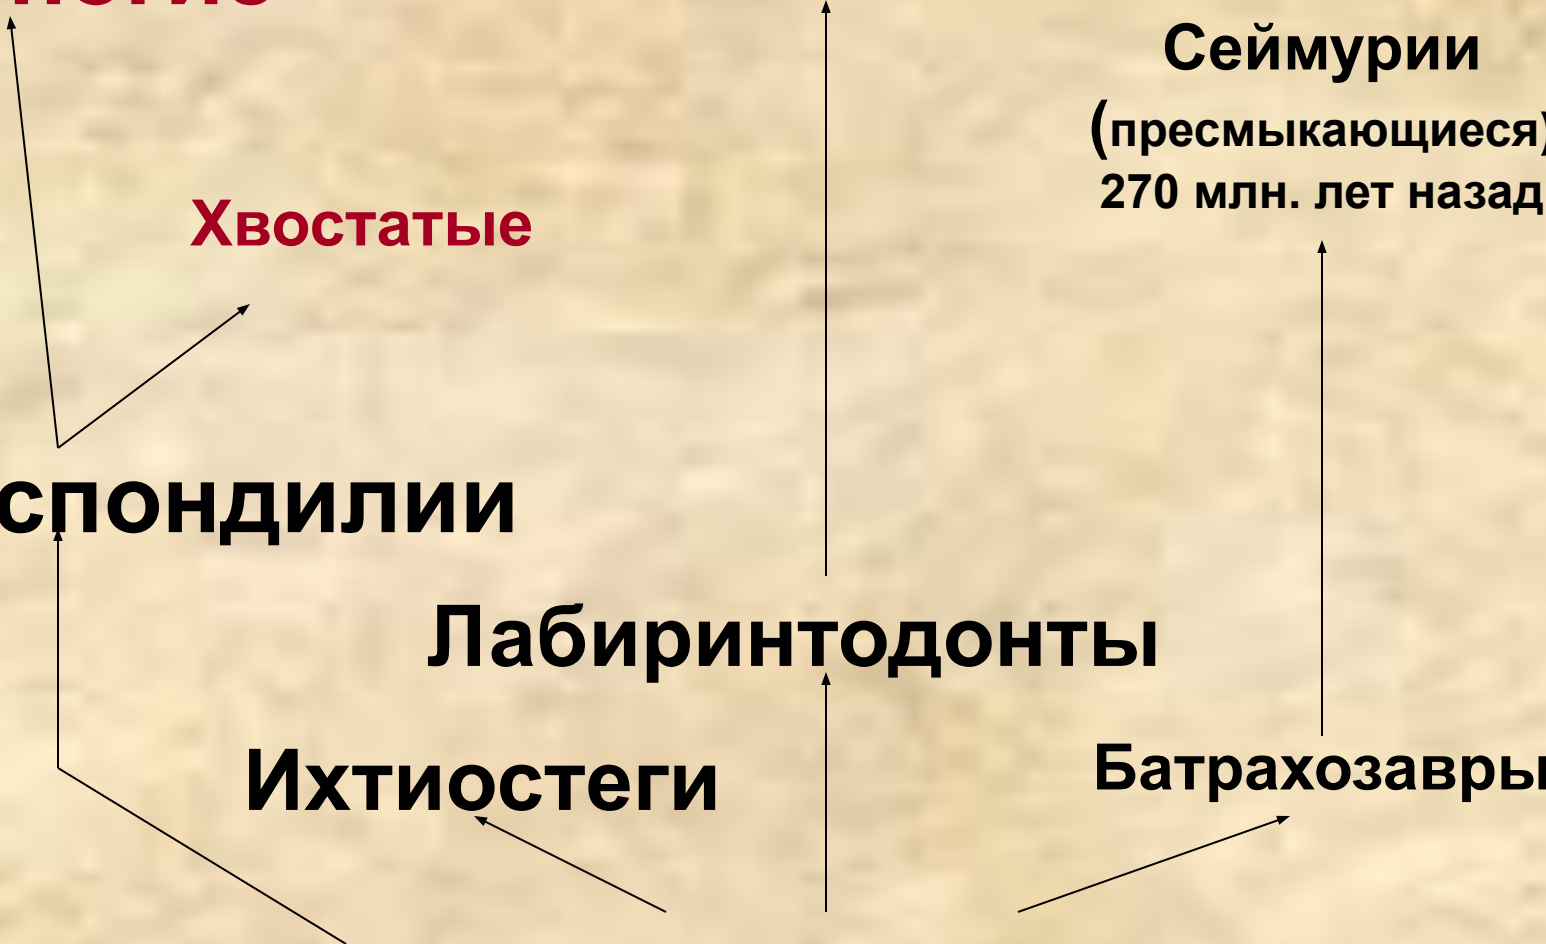 Сеймурии
(пресмыкающиеся)
270 млн. лет назад
Хвостатые
спондилии
Лабиринтодонты
Ихтиостеги
Батрахозавры